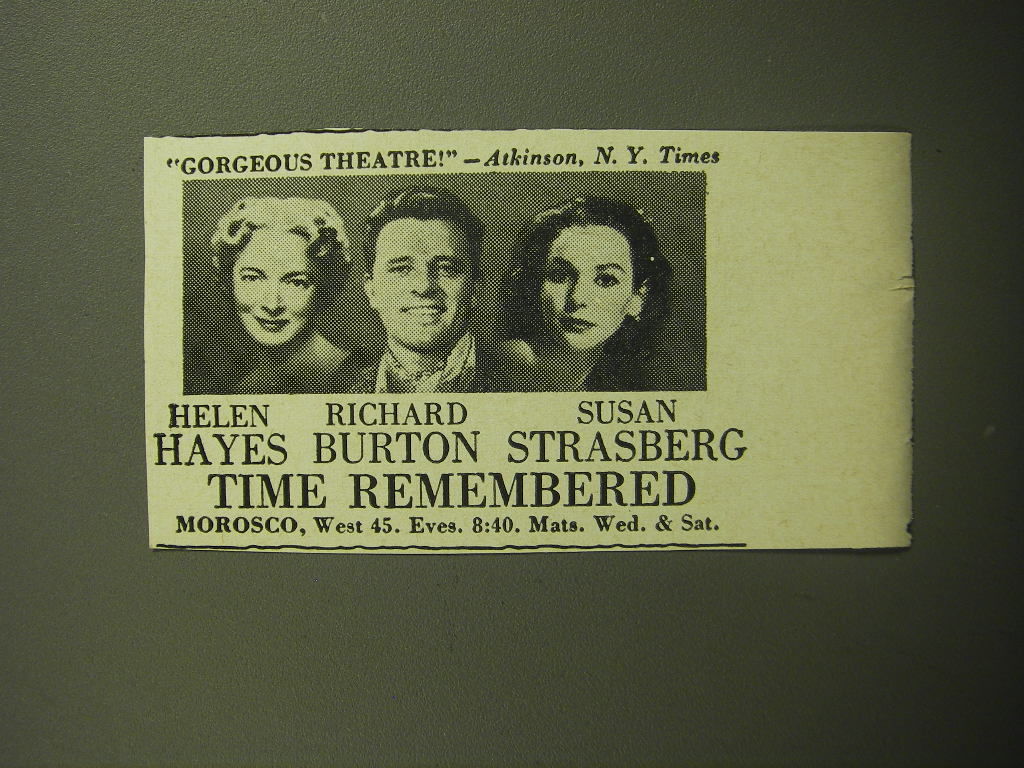 "GORGEOUS THEATRE!" — Atkinson, N. Y. Times
HELEN RICHARD SUSAN
HAYES BURTON STRASBERG
TIME REMEMBERED
MOROSCO, West 45. Eves. 8:40. Mats. Wed. & Sat.